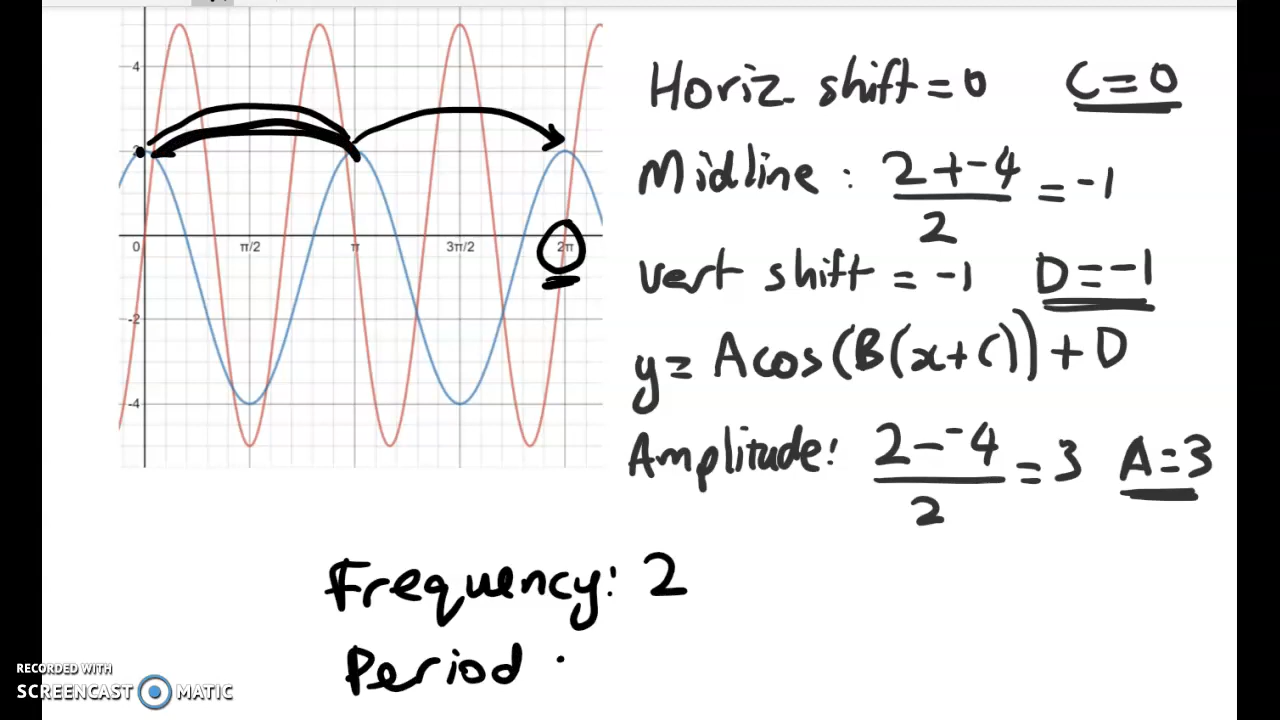 4
2
0 π/2 π 3π/2 2π
-2
-4
Horiz. shift = 0 C = 0
Midline : 2 + -4 / 2 = -1
vert shift = -1 D = -1
y = A cos(B(x + C)) + D
Amplitude: 2 - -4 / 2 = 3 A = 3
Frequency: 2
Period :
RECORDED WITH
SCREENCAST MATIC